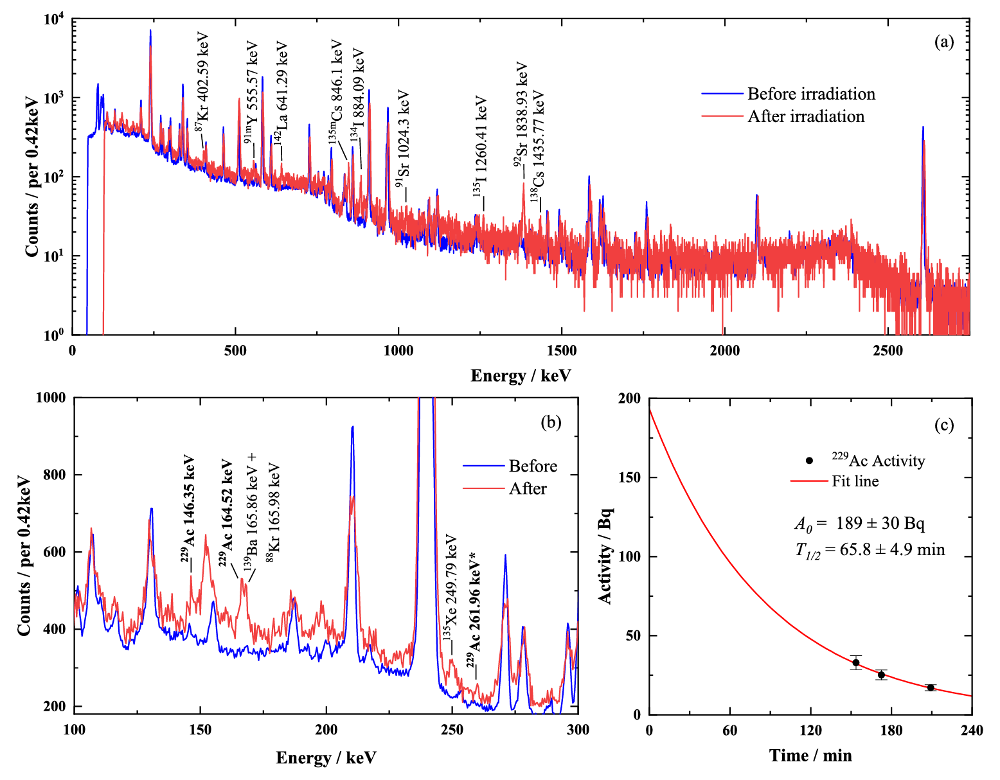 (a)
Counts / per 0.42keV
10⁴
10³
10²
10¹
10⁰
⁸⁷Kr 402.59 keV
⁹¹ᵐY 555.57 keV
¹⁴²La 641.29 keV
¹³⁵ᵐCs 846.1 keV
¹³⁴I 884.09 keV
⁹¹Sr 1024.3 keV
¹³⁵I 1260.41 keV
⁹²Sr 1838.93 keV
¹³⁸Cs 1435.77 keV
Before irradiation
After irradiation
0 500 1000 1500 2000 2500
Energy / keV
(b)
Counts / per 0.42keV
1000
800
600
400
200
²²⁹Ac 146.35 keV
²²⁹Ac 164.52 keV
¹³⁹Ba 165.86 keV +
⁸⁸Kr 165.98 keV
¹³⁵Xe 249.79 keV
²²⁹Ac 261.96 keV*
Before
After
100 150 200 250 300
Energy / keV
(c)
Activity / Bq
200
150
100
50
0
²²⁹Ac Activity
Fit line
A₀ = 189 ± 30 Bq
T₁/₂ = 65.8 ± 4.9 min
0 60 120 180 240
Time / min